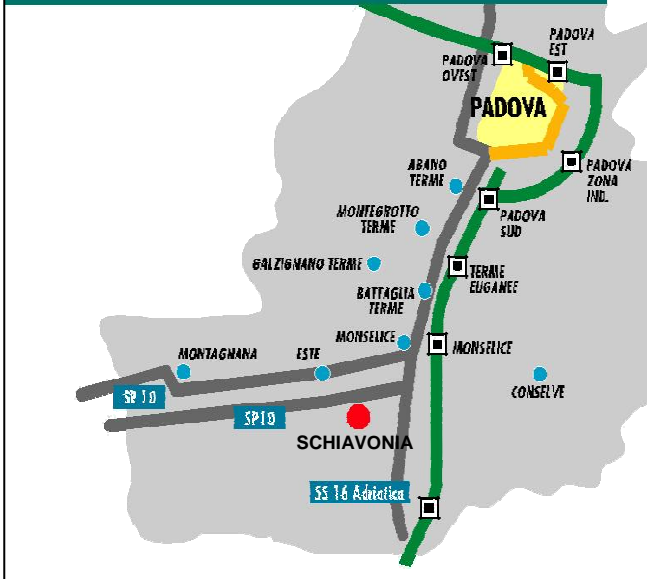 PADOVA
EST
PADOVA
OVEST
PADOVA
ABANO
TERME
PADOVA
ZONA
IND.
MONTEGROTTO
TERME
PADOVA
SUD
GALZIGNANO TERME
TERME
EUGANEE
BATTAGLIA
TERME
MONSELICE
MONSELICE
MONTAGNANA
ESTE
CONSELVE
SP 10
SP10
SCHIAVONIA
SS 16 Adriatica